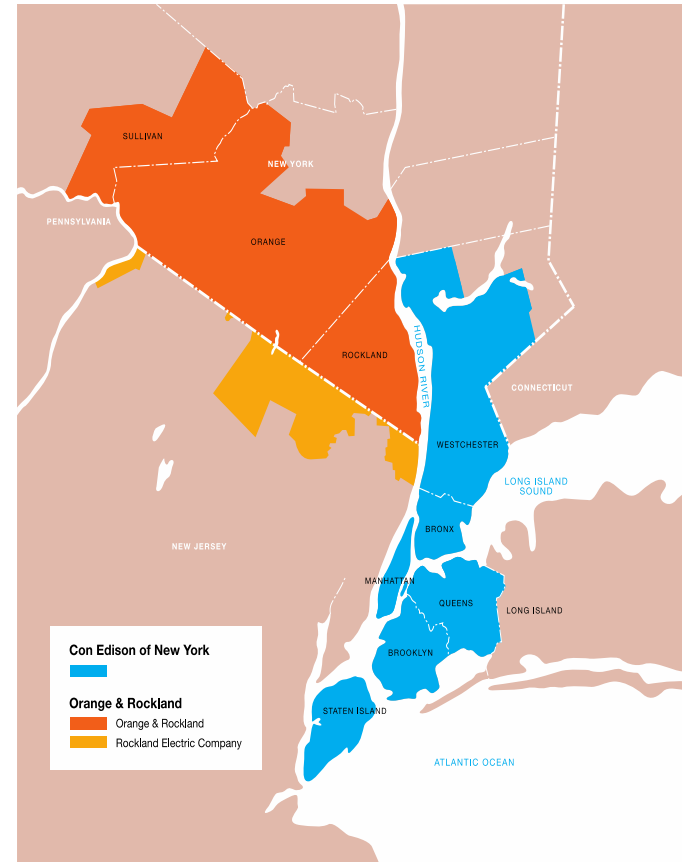 SULLIVAN
NEW YORK
PENNSYLVANIA
ORANGE
HUDSON RIVER
ROCKLAND
CONNECTICUT
WESTCHESTER
LONG ISLAND
SOUND
BRONX
NEW JERSEY
MANHATTAN
QUEENS
LONG ISLAND
BROOKLYN
STATEN ISLAND
ATLANTIC OCEAN
Con Edison of New York
Orange & Rockland
Orange & Rockland
Rockland Electric Company